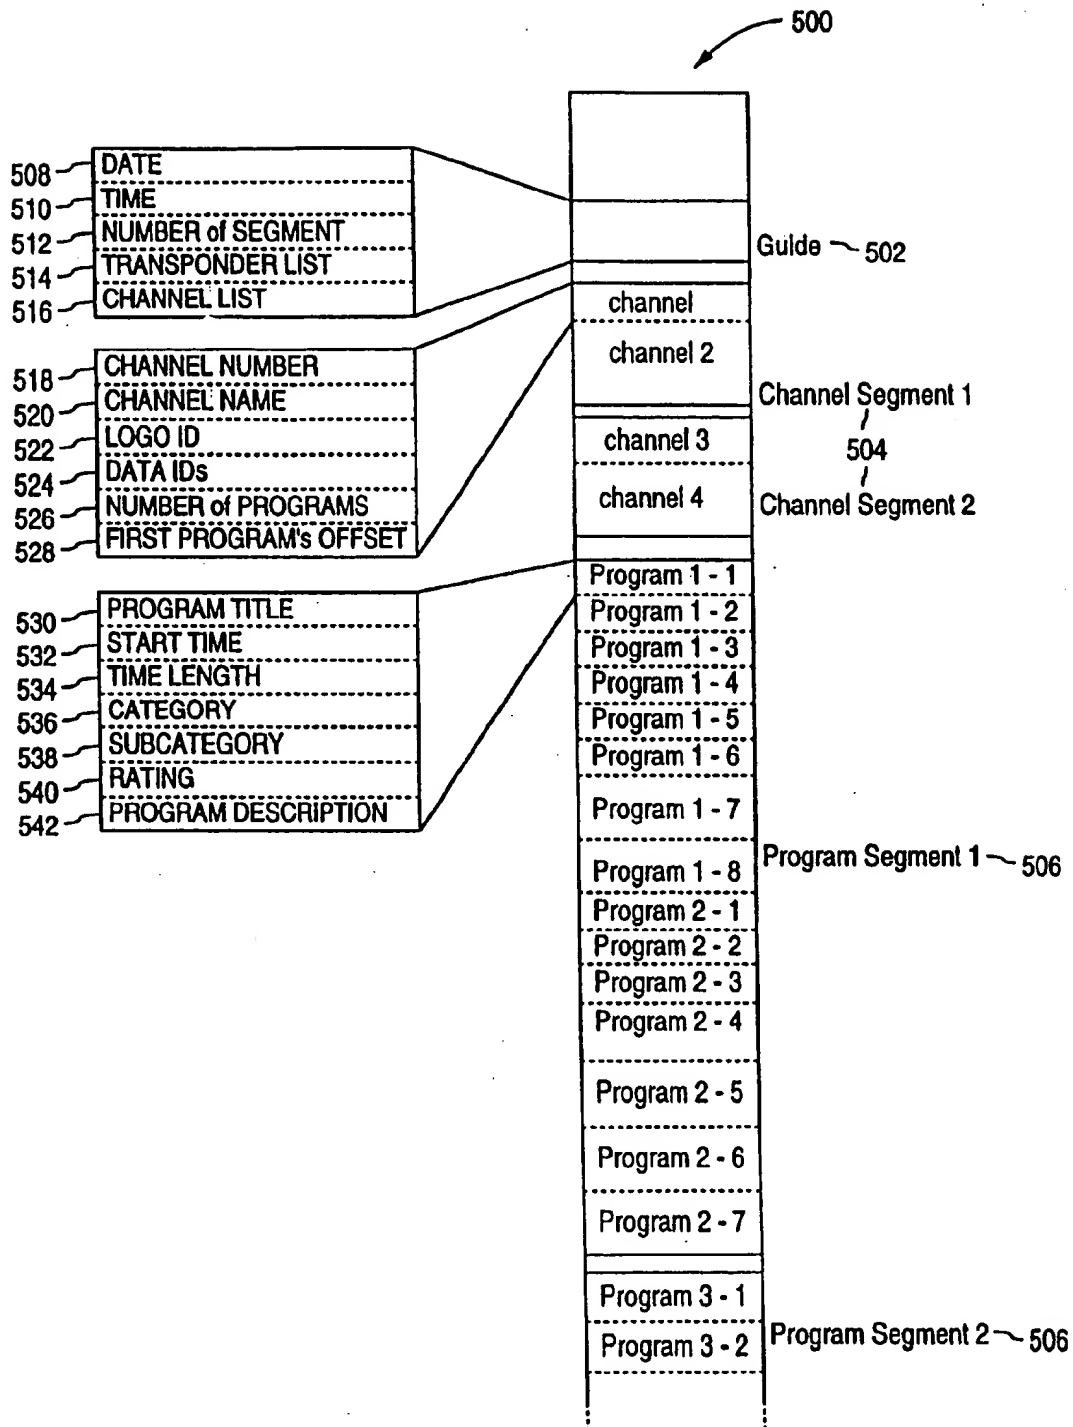 500
508 DATE
510 TIME
512 NUMBER of SEGMENT
514 TRANSPONDER LIST
516 CHANNEL LIST
Guide 502
518 CHANNEL NUMBER
520 CHANNEL NAME
522 LOGO ID
524 DATA IDs
526 NUMBER of PROGRAMS
528 FIRST PROGRAM's OFFSET
channel
channel 2
Channel Segment 1
504
channel 3
channel 4
Channel Segment 2
530 PROGRAM TITLE
532 START TIME
534 TIME LENGTH
536 CATEGORY
538 SUBCATEGORY
540 RATING
542 PROGRAM DESCRIPTION
Program 1 - 1
Program 1 - 2
Program 1 - 3
Program 1 - 4
Program 1 - 5
Program 1 - 6
Program 1 - 7
Program Segment 1 506
Program 1 - 8
Program 2 - 1
Program 2 - 2
Program 2 - 3
Program 2 - 4
Program 2 - 5
Program 2 - 6
Program 2 - 7
Program 3 - 1
Program Segment 2 506
Program 3 - 2